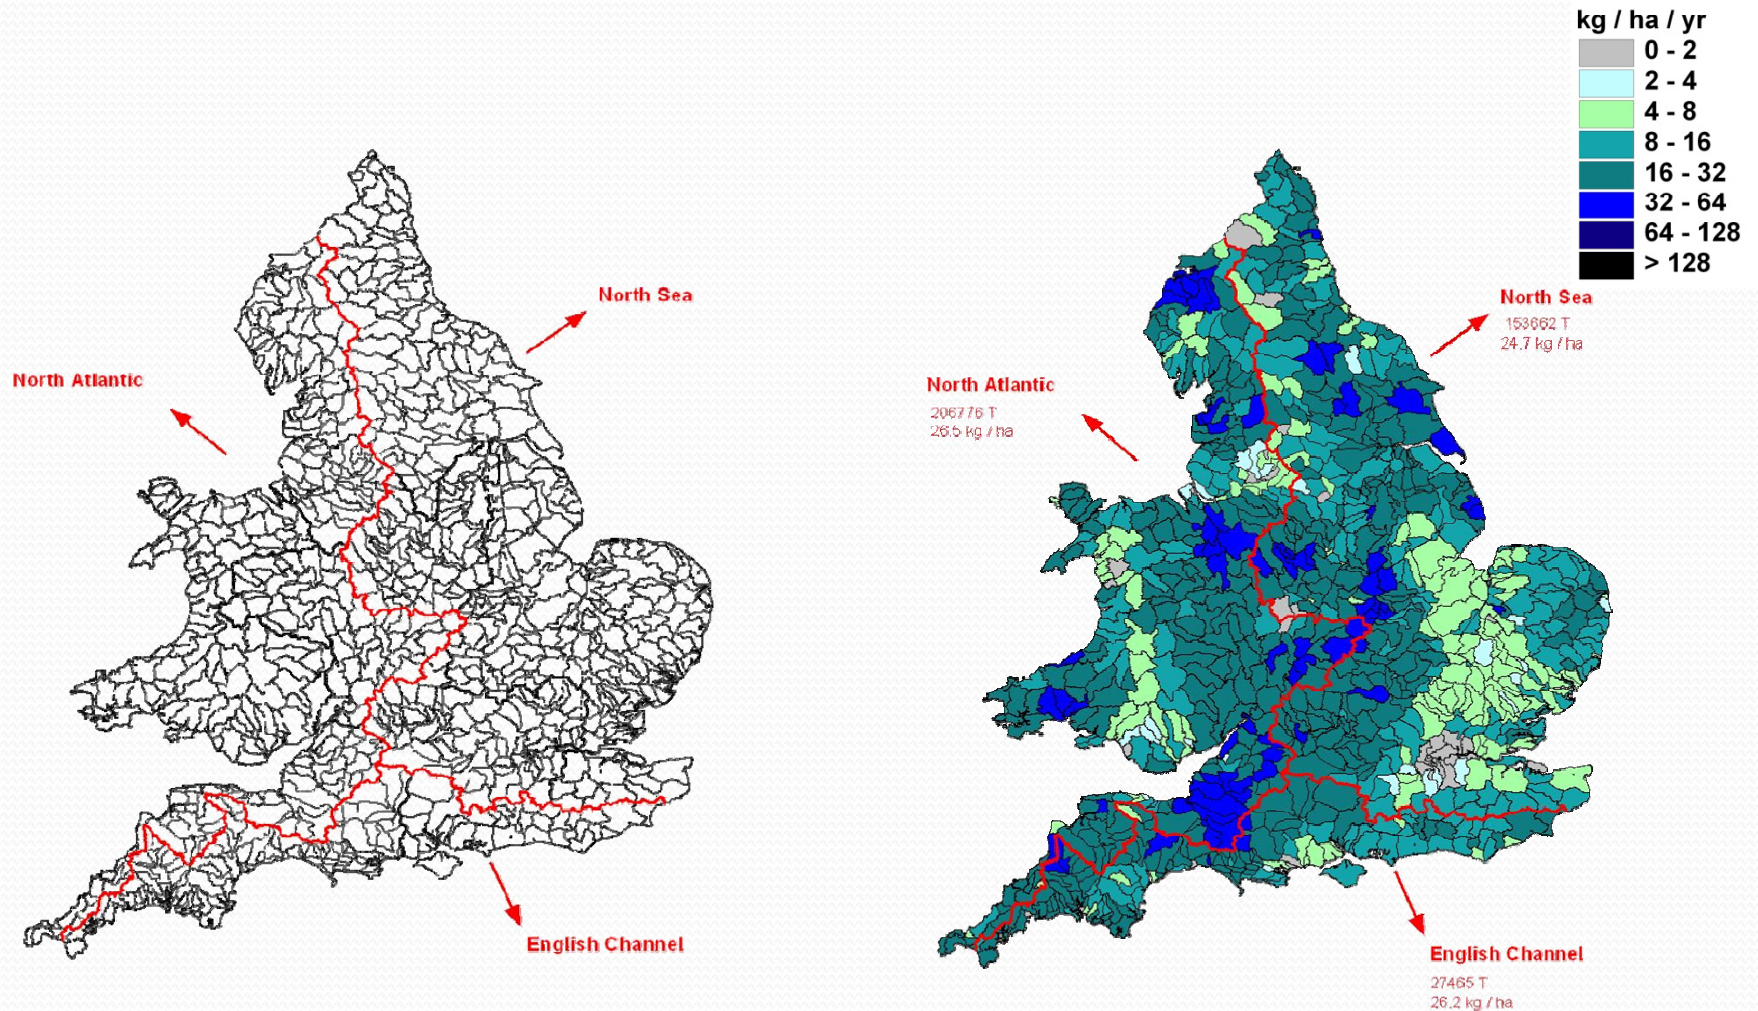 kg / ha / yr
0 - 2
2 - 4
4 - 8
8 - 16
16 - 32
32 - 64
64 - 128
> 128
North Sea
North Atlantic
English Channel
North Sea
153662 T
24.7 kg / ha
North Atlantic
206776 T
26.5 kg / ha
English Channel
27465 T
26.2 kg / ha